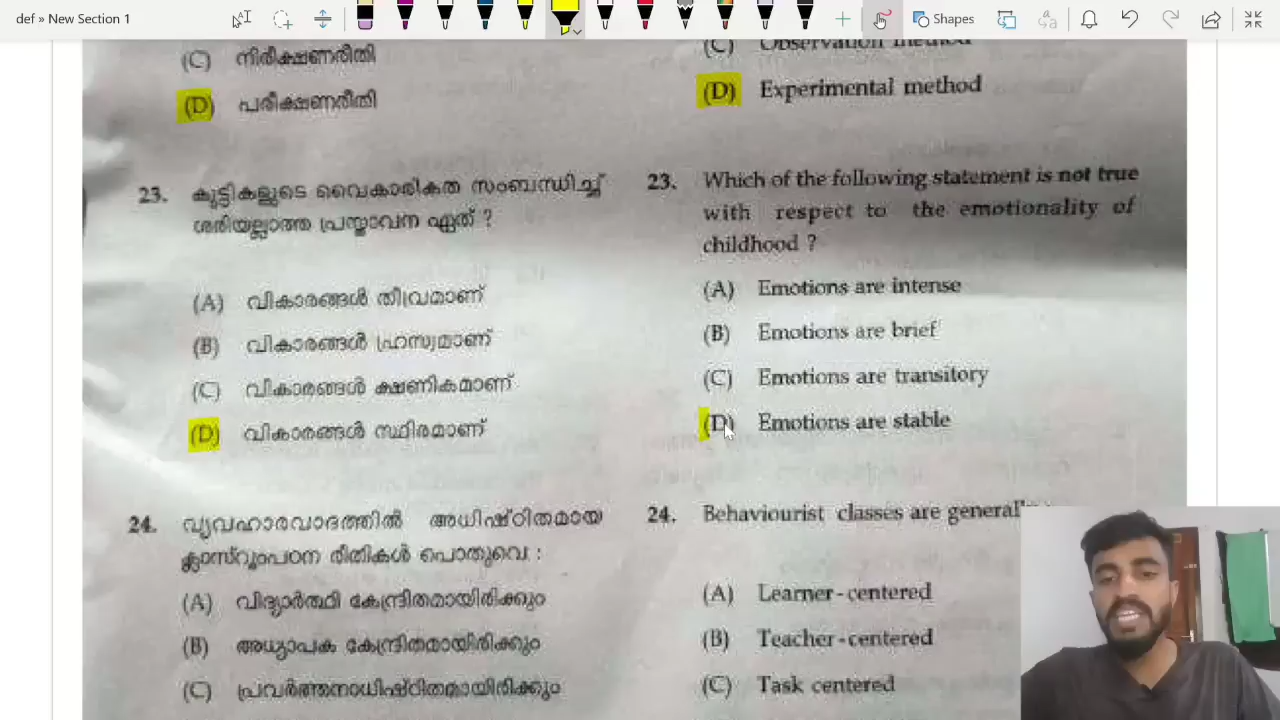 def » New Section 1
Shapes
(C) നിരീക്ഷണരീതി
(D) പരീക്ഷണരീതി
23. കുട്ടികളുടെ വൈകാരികത സംബന്ധിച്ച്
ശരിയല്ലാത്ത പ്രസ്താവന ഏത് ?
(A) വികാരങ്ങൾ തീവ്രമാണ്
(B) വികാരങ്ങൾ ഹ്രസ്വമാണ്
(C) വികാരങ്ങൾ ക്ഷണികമാണ്
(D) വികാരങ്ങൾ സ്ഥിരമാണ്
24. വ്യവഹാരവാദത്തിൽ അധിഷ്ഠിതമായ
ക്ലാസ്റൂംപഠന രീതികൾ പൊതുവെ :
(A) വിദ്യാർത്ഥി കേന്ദ്രിതമായിരിക്കും
(B) അധ്യാപക കേന്ദ്രിതമായിരിക്കും
(C) പ്രവർത്തനാധിഷ്ഠിതമായിരിക്കും
(C) Observation method
(D) Experimental method
23. Which of the following statement is not true
with respect to the emotionality of
childhood ?
(A) Emotions are intense
(B) Emotions are brief
(C) Emotions are transitory
(D) Emotions are stable
24. Behaviourist classes are
(A) Learner-centered
(B) Teacher-centered
(C) Task centered